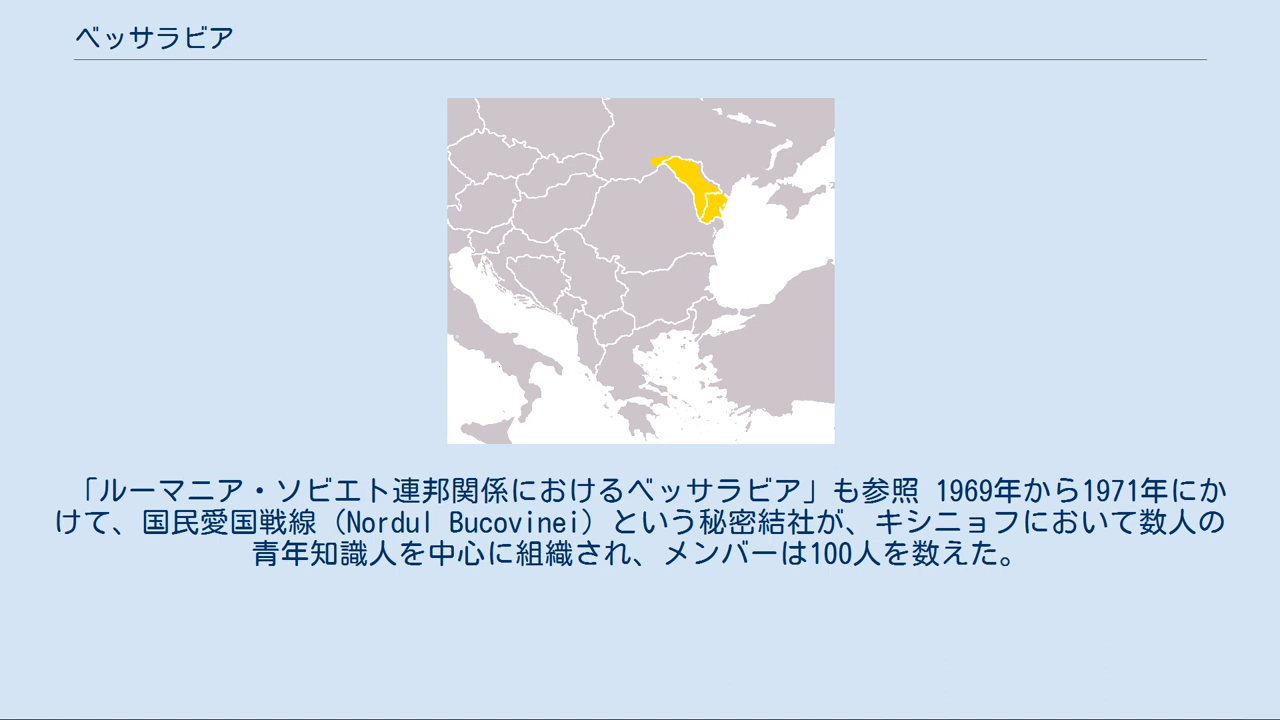 ベッサラビア
「ルーマニア・ソビエト連邦関係におけるベッサラビア」も参照 1969年から1971年にか
けて、国民愛国戦線（Nordul Bucovinei）という秘密結社が、キシニョフにおいて数人の
青年知識人を中心に組織され、メンバーは100人を数えた。